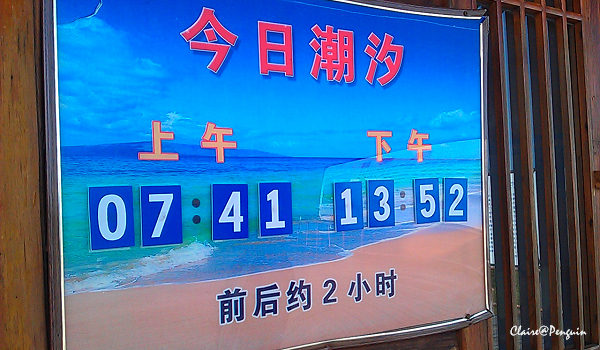 今日潮汐
上午 下午
07:41 13:52
前后约2小时
Claire@Penguin